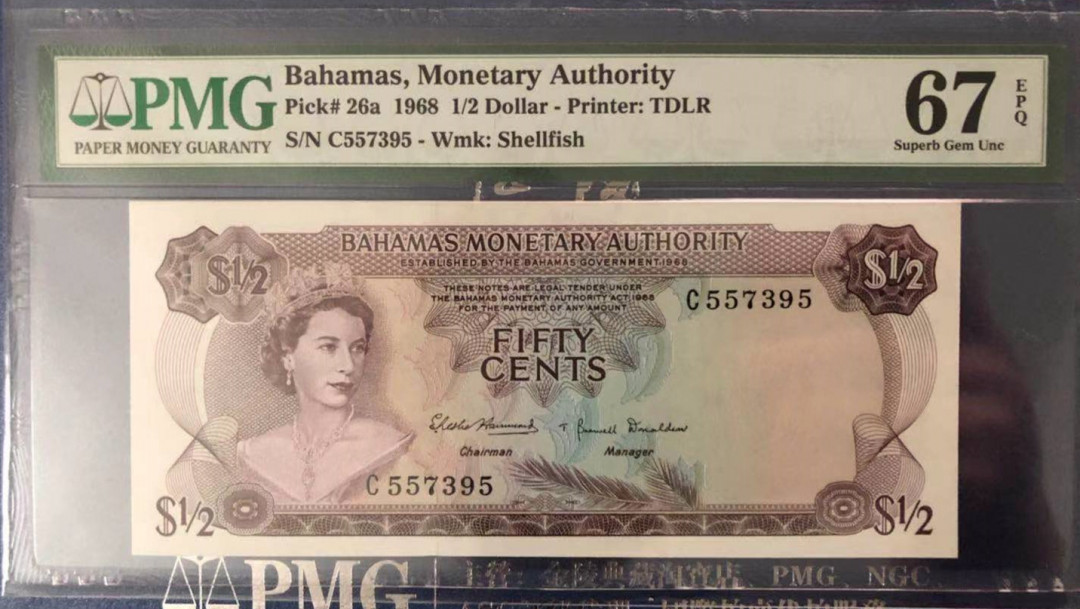 PMG
PAPER MONEY GUARANTY
Bahamas, Monetary Authority
Pick# 26a 1968 1/2 Dollar - Printer: TDLR
S/N C557395 - Wmk: Shellfish
67
EPQ
Superb Gem Unc
$1/2
BAHAMAS MONETARY AUTHORITY
$1/2
ESTABLISHED BY THE BAHAMAS GOVERNMENT 1968
THESE NOTES ARE LEGAL TENDER UNDER
THE BAHAMAS MONETARY AUTHORITY ACT 1968
FOR THE PAYMENT OF ANY AMOUNT
C557395
FIFTY
CENTS
Chairman
Manager
C557395
$1/2
$1/2
PMG
PMG NGC